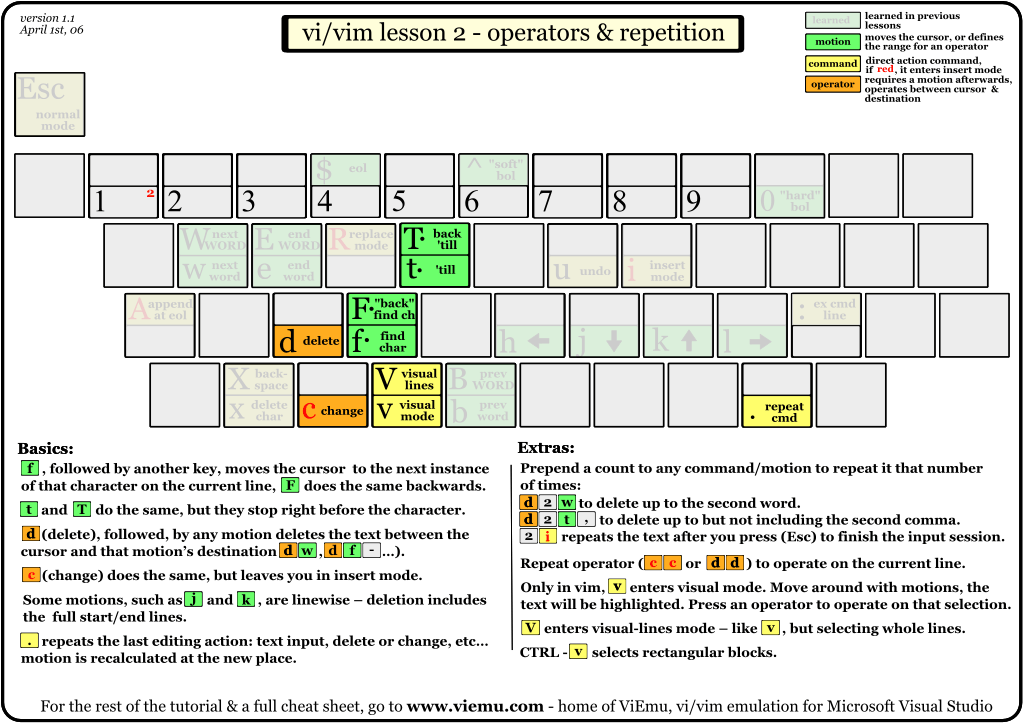 version 1.1
April 1st, 06
vi/vim lesson 2 - operators & repetition
learned
learned in previous
lessons
motion
moves the cursor, or defines
the range for an operator
command
direct action command,
if red, it enters insert mode
operator
requires a motion afterwards,
operates between cursor &
destination
Esc
normal
mode
1 2
2
3
$ eol
4
5
^ "soft"
bol
6
7
8
9
0 "hard"
bol
W next
WORD
w next
word
E end
WORD
e end
word
R replace
mode
T· back
'till
t· 'till
u undo
i insert
mode
A append
at eol
d delete
F· "back"
find ch
f· find
char
h
j
k
l
: ex cmd
line
X back-
space
x delete
char
c change
V visual
lines
v visual
mode
B prev
WORD
b prev
word
. repeat
cmd
Basics:
f , followed by another key, moves the cursor to the next instance
of that character on the current line, F does the same backwards.
t and T do the same, but they stop right before the character.
d (delete), followed, by any motion deletes the text between the
cursor and that motion's destination d w , d f - ...).
c (change) does the same, but leaves you in insert mode.
Some motions, such as j and k , are linewise – deletion includes
the full start/end lines.
. repeats the last editing action: text input, delete or change, etc...
motion is recalculated at the new place.
Extras:
Prepend a count to any command/motion to repeat it that number
of times:
d 2 w to delete up to the second word.
d 2 t , to delete up to but not including the second comma.
2 i repeats the text after you press (Esc) to finish the input session.
Repeat operator ( c c or d d ) to operate on the current line.
Only in vim, v enters visual mode. Move around with motions, the
text will be highlighted. Press an operator to operate on that selection.
V enters visual-lines mode – like v , but selecting whole lines.
CTRL - v selects rectangular blocks.
For the rest of the tutorial & a full cheat sheet, go to www.viemu.com - home of ViEmu, vi/vim emulation for Microsoft Visual Studio